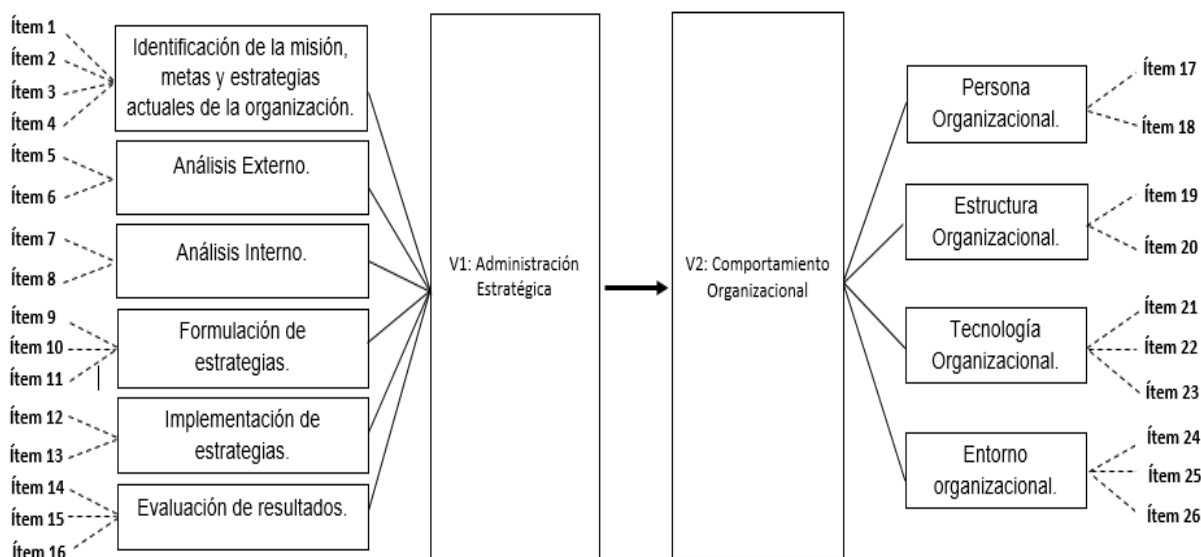 Ítem 1
Ítem 2
Ítem 3
Ítem 4
Identificación de la misión,
metas y estrategias
actuales de la organización.
Ítem 5
Ítem 6
Análisis Externo.
Ítem 7
Ítem 8
Análisis Interno.
Ítem 9
Ítem 10
Ítem 11
Formulación de
estrategias.
Ítem 12
Ítem 13
Implementación de
estrategias.
Ítem 14
Ítem 15
Ítem 16
Evaluación de resultados.
V1: Administración
Estratégica
V2: Comportamiento
Organizacional
Persona
Organizacional.
Ítem 17
Ítem 18
Estructura
Organizacional.
Ítem 19
Ítem 20
Tecnología
Organizacional.
Ítem 21
Ítem 22
Ítem 23
Entorno
organizacional.
Ítem 24
Ítem 25
Ítem 26